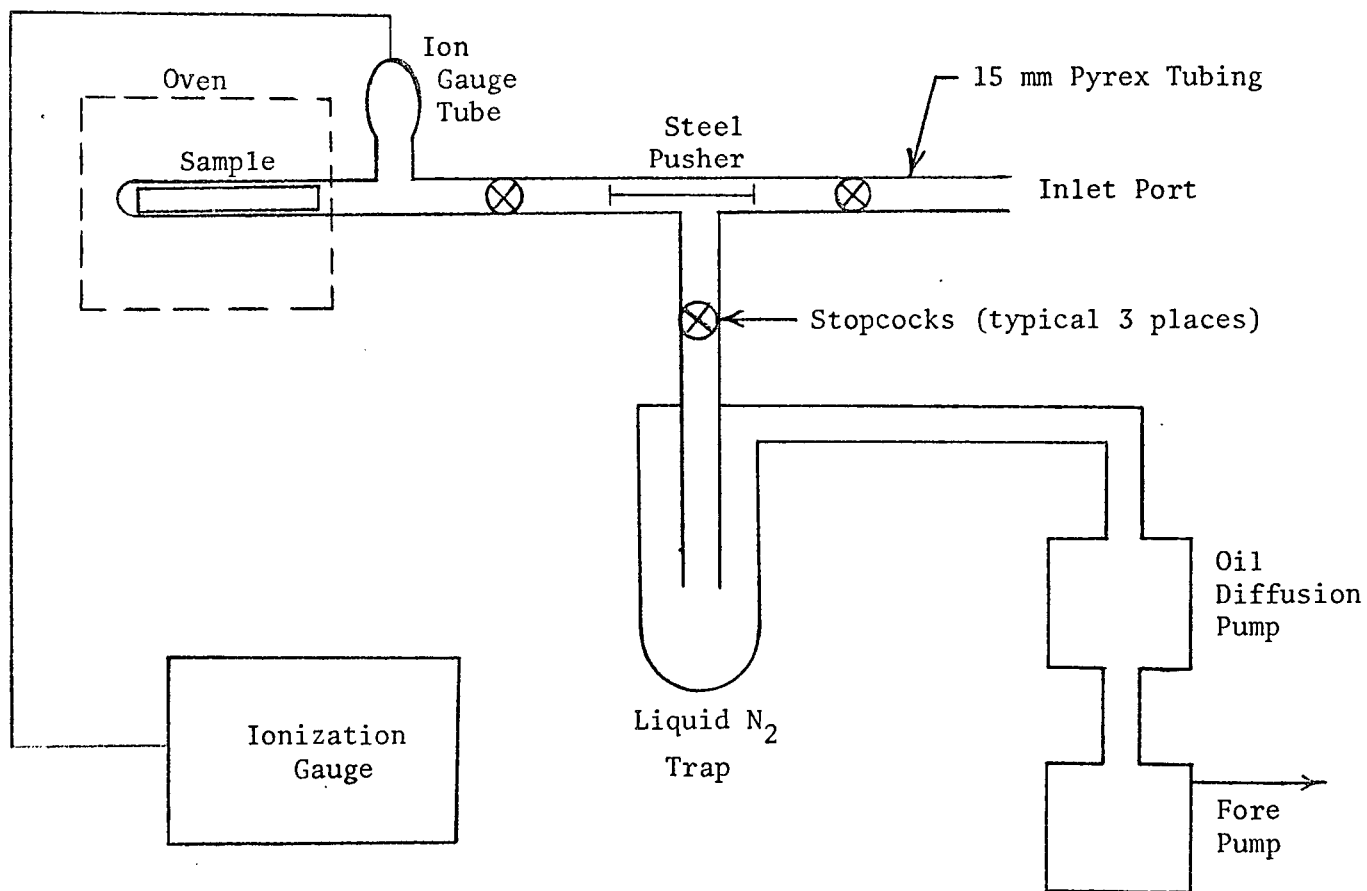 Ion
Gauge
Tube
Oven
Sample
Steel
Pusher
15 mm Pyrex Tubing
Inlet Port
Stopcocks (typical 3 places)
Oil
Diffusion
Pump
Liquid N2
Trap
Ionization
Gauge
Fore
Pump